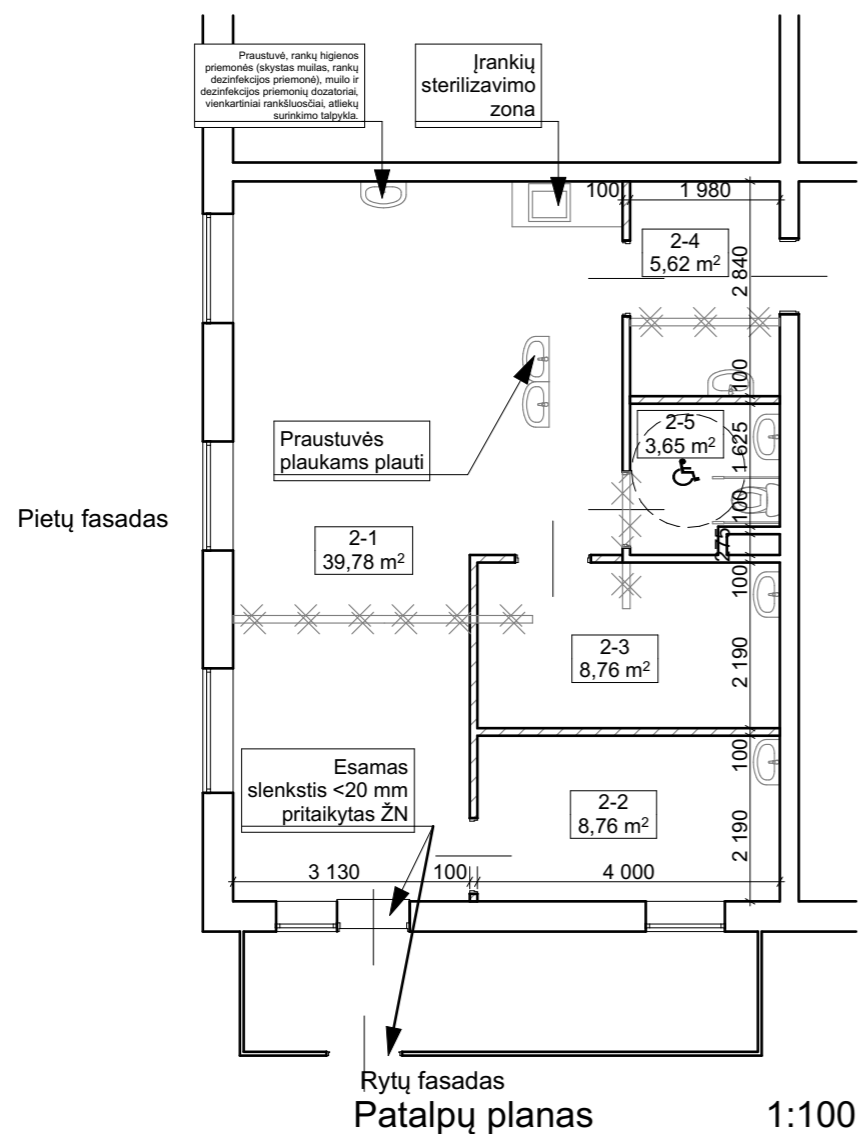 Praustuvė, rankų higienos
priemonės (skystas muilas, rankų
dezinfekcijos priemonė), muilo ir
dezinfekcijos priemonių dozatoriai,
vienkartiniai rankšluosčiai, atliekų
surinkimo talpykla.
Įrankių
sterilizavimo
zona
100
1 980
2-4
5,62 m²
2 840
100
2-5
3,65 m²
1 625
100
275
Praustuvės
plaukams plauti
Pietų fasadas
2-1
39,78 m²
100
2-3
8,76 m²
2 190
100
Esamas
slenkstis <20 mm
pritaikytas ŽN
2-2
8,76 m²
2 190
3 130
100
4 000
Rytų fasadas
Patalpų planas
1:100